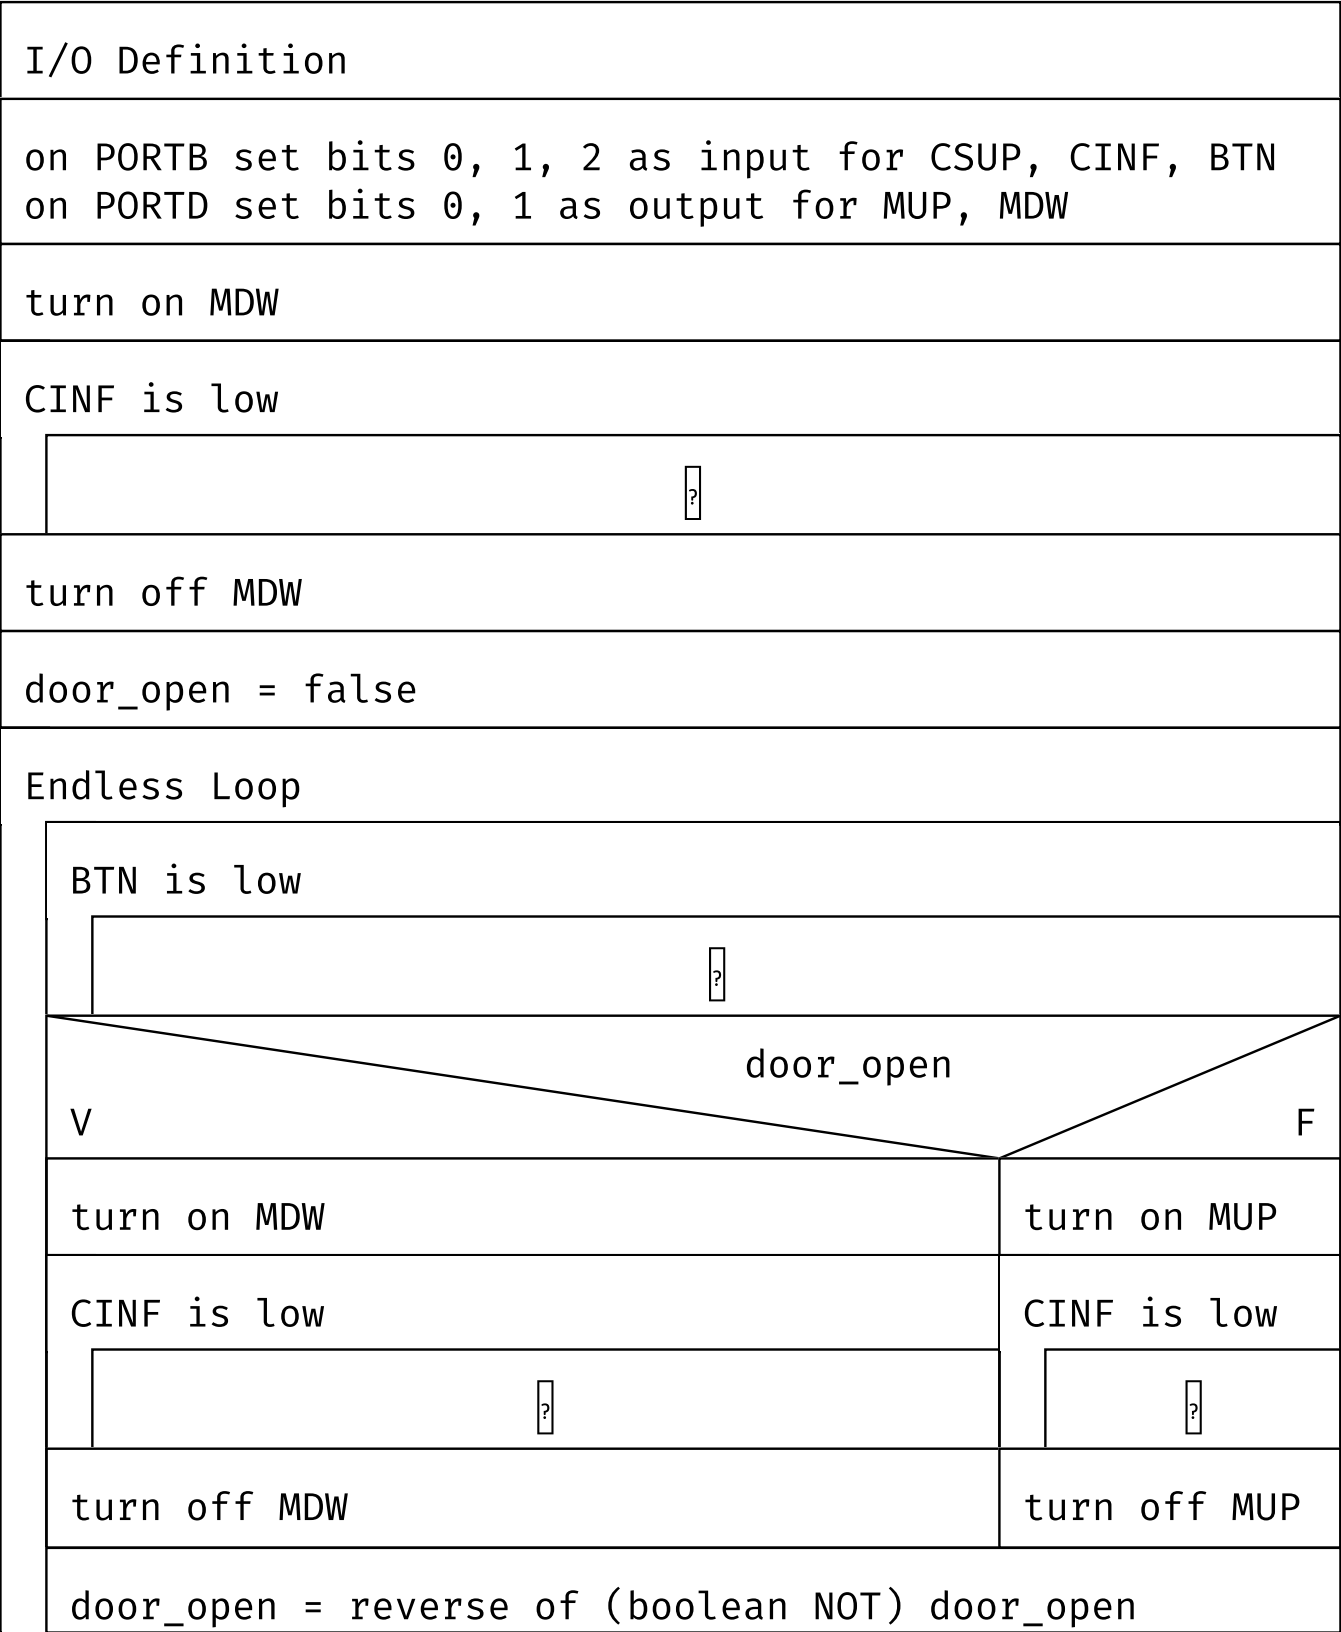 I/O Definition
on PORTB set bits 0, 1, 2 as input for CSUP, CINF, BTN
on PORTD set bits 0, 1 as output for MUP, MDW
turn on MDW
CINF is low
?
turn off MDW
door_open = false
Endless Loop
BTN is low
?
door_open
V F
turn on MDW turn on MUP
CINF is low CINF is low
? ?
turn off MDW turn off MUP
door_open = reverse of (boolean NOT) door_open